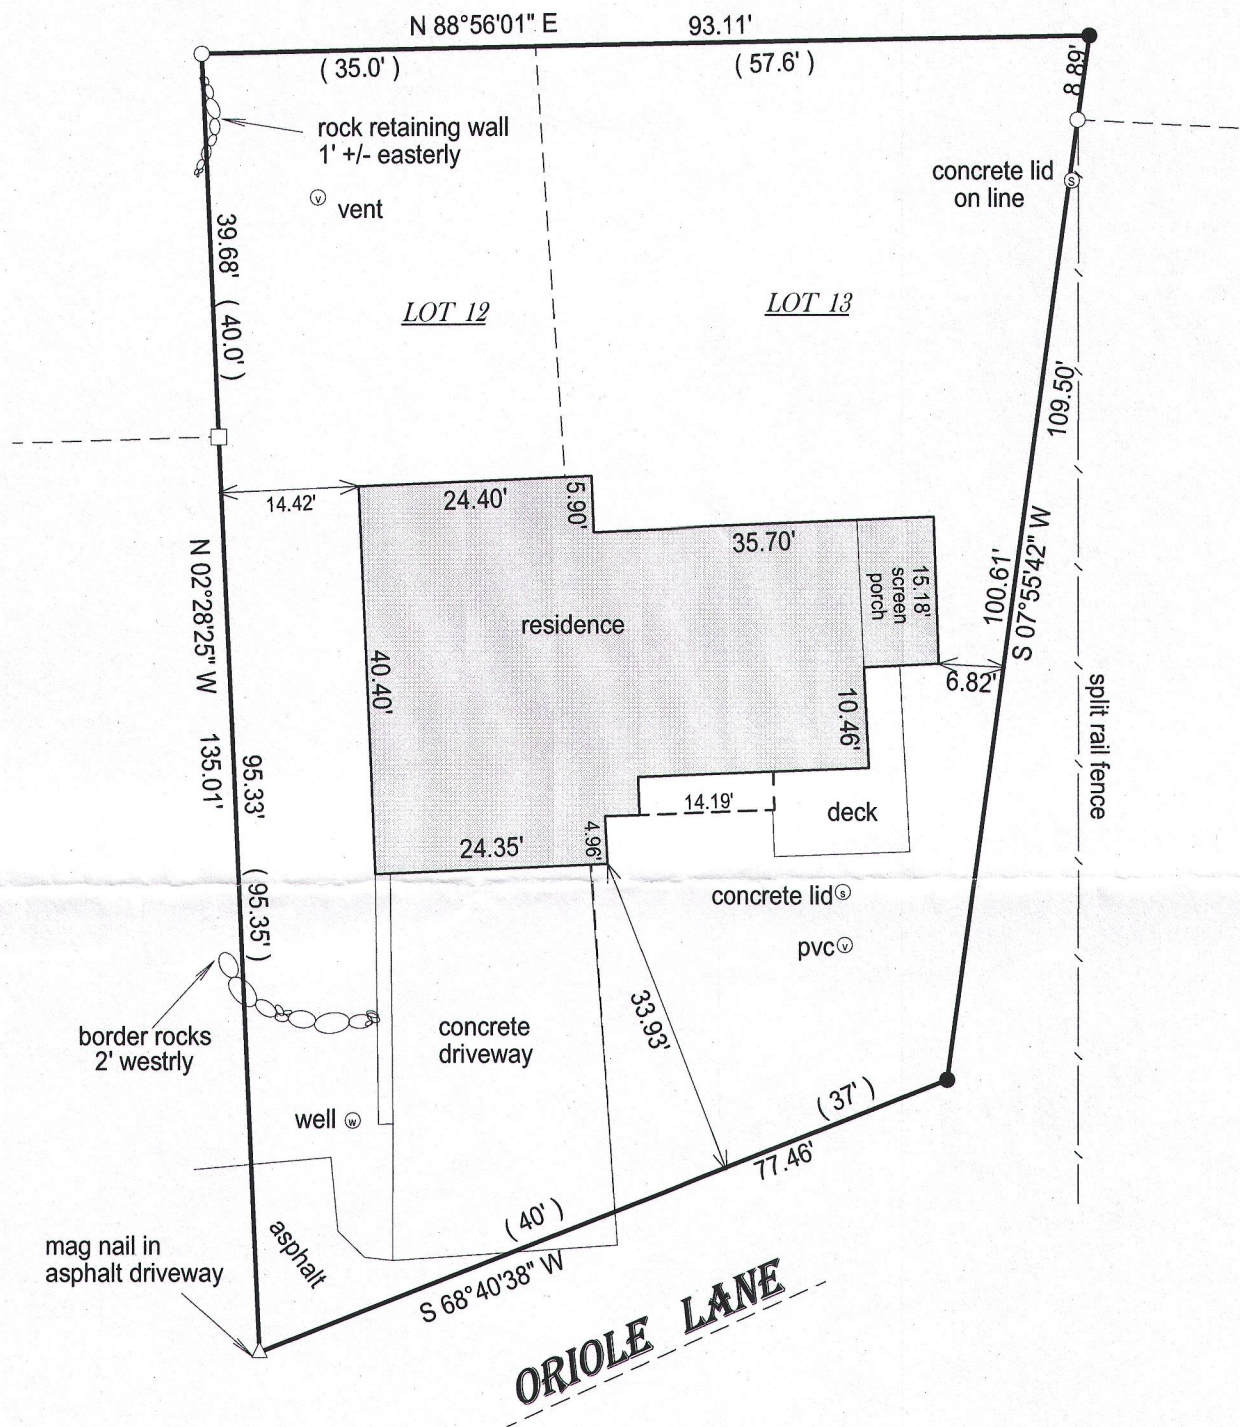 N 88°56'01" E 93.11'
( 35.0' ) ( 57.6' )
8.89'
rock retaining wall
1' +/- easterly
concrete lid
on line
S
V vent
39.68' ( 40.0' )
LOT 12
LOT 13
109.50'
14.42'
24.40'
5.90'
35.70'
15.18'
screen
porch
100.61'
S 07°55'42" W
N 02°28'25" W 135.01'
residence
40.40'
6.82'
10.46'
split rail fence
95.33' ( 95.35' )
14.19'
deck
24.35'
4.96'
concrete lid S
pvc V
border rocks
2' westrly
concrete
driveway
33.93'
well W
( 37' )
77.46'
( 40' )
S 68°40'38" W
asphalt
mag nail in
asphalt driveway
ORIOLE LANE